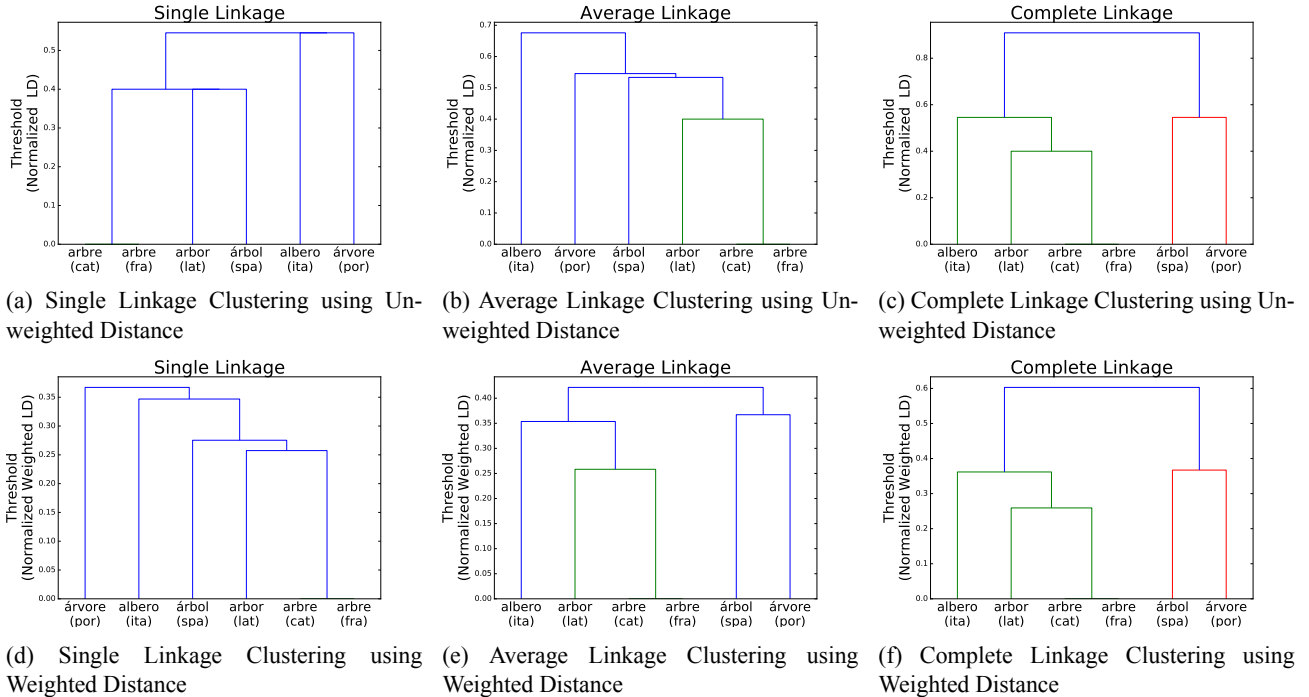 Single Linkage
Threshold
(Normalized LD)
0.5
0.4
0.3
0.2
0.1
0.0
arbre arbre arbor árbol albero árvore
(cat) (fra) (lat) (spa) (ita) (por)
(a) Single Linkage Clustering using Un-
weighted Distance
Average Linkage
Threshold
(Normalized LD)
0.7
0.6
0.5
0.4
0.3
0.2
0.1
0.0
albero árvore árbol arbor arbre arbre
(ita) (por) (spa) (lat) (cat) (fra)
(b) Average Linkage Clustering using Un-
weighted Distance
Complete Linkage
Threshold
(Normalized LD)
0.8
0.6
0.4
0.2
0.0
albero arbor arbre arbre árbol árvore
(ita) (lat) (cat) (fra) (spa) (por)
(c) Complete Linkage Clustering using Un-
weighted Distance
Single Linkage
Threshold
(Normalized Weighted LD)
0.35
0.30
0.25
0.20
0.15
0.10
0.05
0.00
árvore albero árbol arbor arbre arbre
(por) (ita) (spa) (lat) (cat) (fra)
(d) Single Linkage Clustering using
Weighted Distance
Average Linkage
Threshold
(Normalized Weighted LD)
0.40
0.35
0.30
0.25
0.20
0.15
0.10
0.05
0.00
albero arbor arbre arbre árbol árvore
(ita) (lat) (cat) (fra) (spa) (por)
(e) Average Linkage Clustering using
Weighted Distance
Complete Linkage
Threshold
(Normalized Weighted LD)
0.6
0.5
0.4
0.3
0.2
0.1
0.0
albero arbor arbre arbre árbol árvore
(ita) (lat) (cat) (fra) (spa) (por)
(f) Complete Linkage Clustering using
Weighted Distance